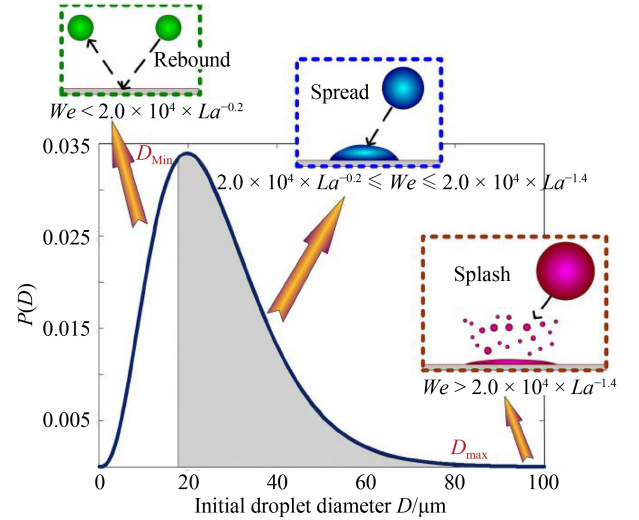 Rebound
We < 2.0 × 10⁴ × La⁻⁰·²
Spread
2.0 × 10⁴ × La⁻⁰·² ⩽ We ⩽ 2.0 × 10⁴ × La⁻¹·⁴
Splash
We > 2.0 × 10⁴ × La⁻¹·⁴
D_Min
D_max
0.035
0.025
0.015
0.005
P(D)
0 20 40 60 80 100
Initial droplet diameter D/μm